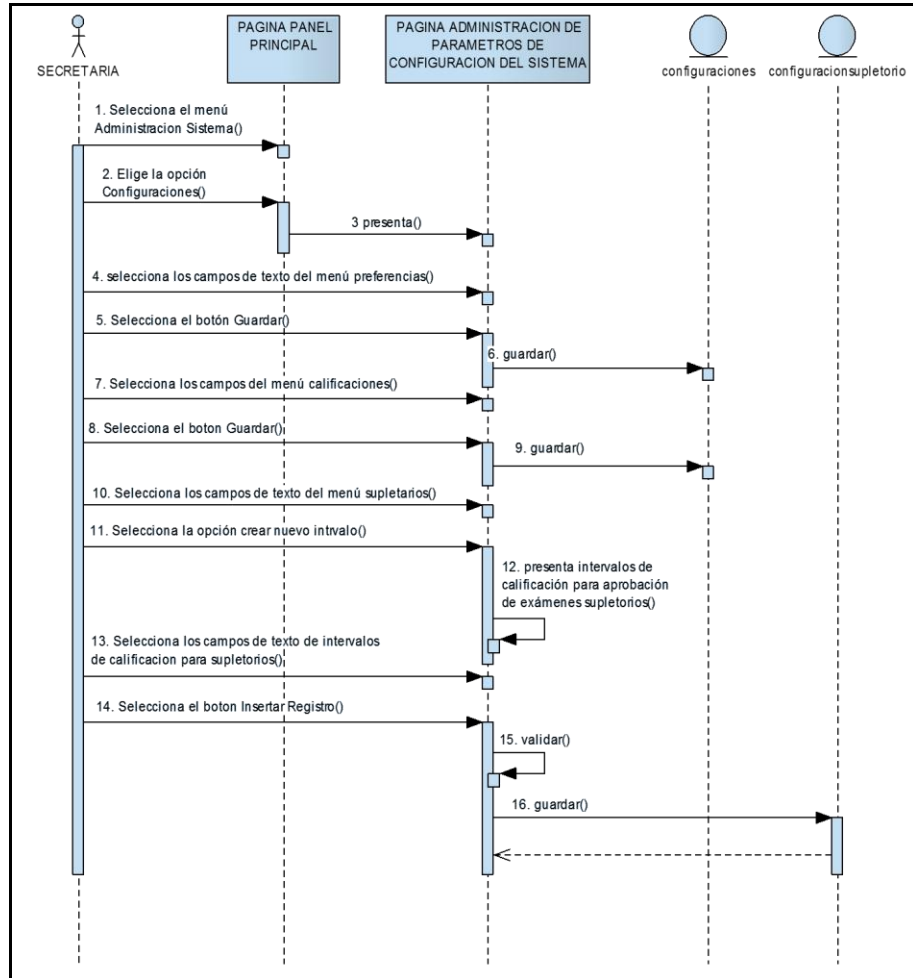 PAGINA PANEL
PRINCIPAL
PAGINA ADMINISTRACION DE
PARAMETROS DE
CONFIGURACION DEL SISTEMA
SECRETARIA
configuraciones
configuracionsupletorio
1. Selecciona el menú
Administracion Sistema()
2. Elige la opción
Configuraciones()
3 presenta()
4. selecciona los campos de texto del menú preferencias()
5. Selecciona el botón Guardar()
6. guardar()
7. Selecciona los campos del menú calificaciones()
8. Selecciona el boton Guardar()
9. guardar()
10. Selecciona los campos de texto del menú supletarios()
11. Selecciona la opción crear nuevo intrvalo()
12. presenta intervalos de
calificación para aprobación
de exámenes supletorios()
13. Selecciona los campos de texto de intervalos
de calificacion para supletorios()
14. Selecciona el boton Insertar Registro()
15. validar()
16. guardar()